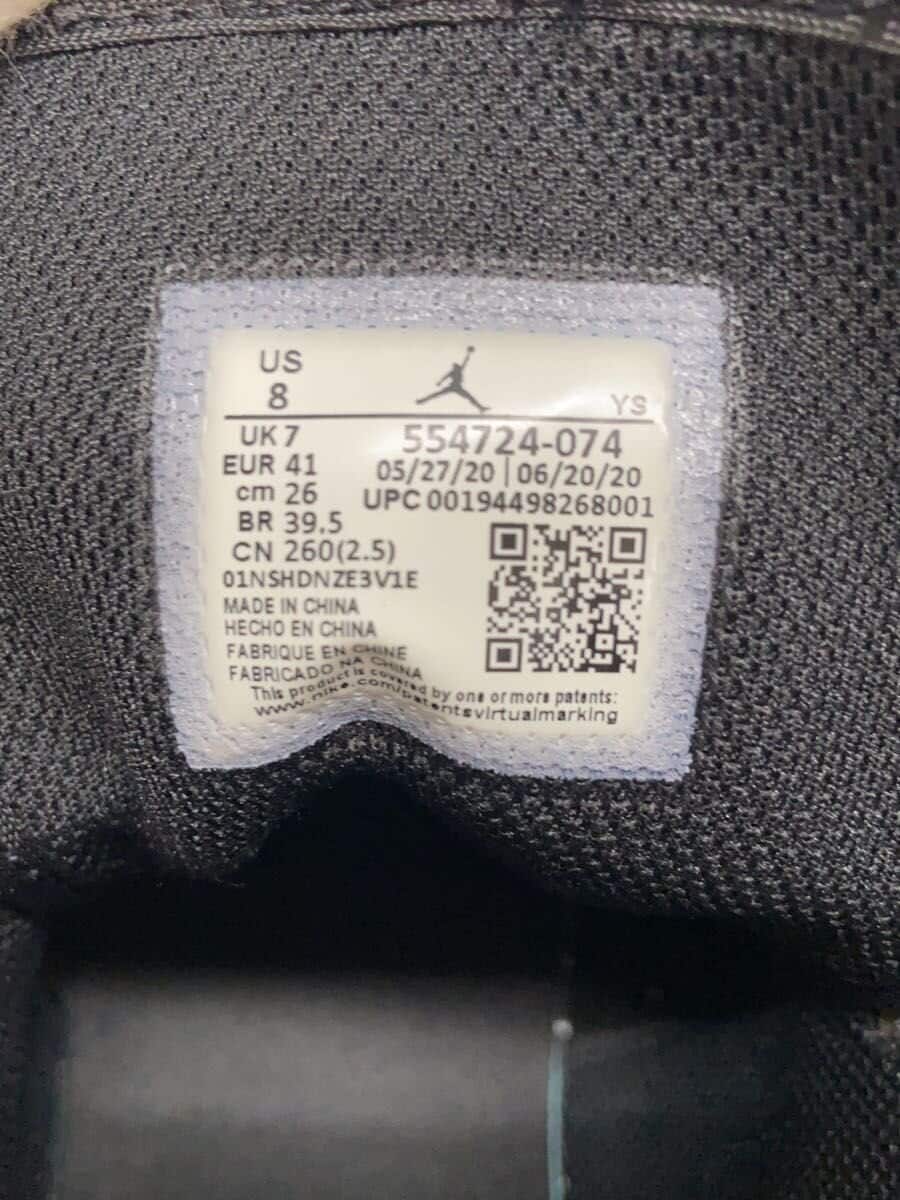 US
8
YS
UK 7
554724-074
EUR 41
05/27/20 | 06/20/20
cm 26
UPC 00194498268001
BR 39.5
CN 260(2.5)
01NSHDNZE3V1E
MADE IN CHINA
HECHO EN CHINA
FABRIQUE EN CHINE
FABRICADO NA CHINA
This product is covered by one or more patents:
www.nike.com/patentsvirtualmarking